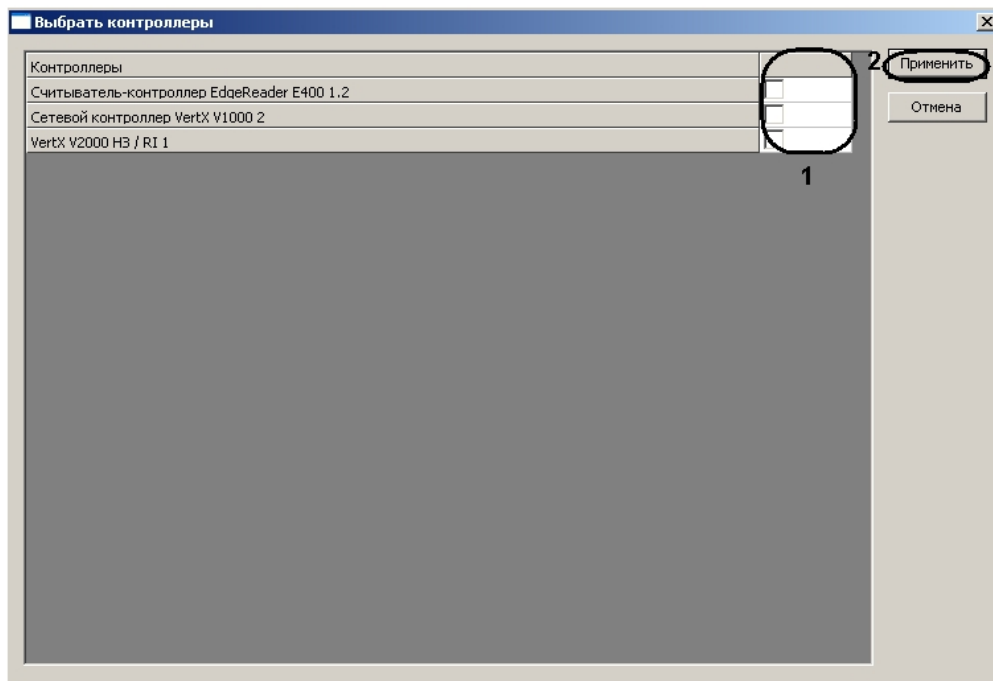 Выбрать контроллеры
Контроллеры
Считыватель-контроллер EdgeReader E400 1.2
Сетевой контроллер VertX V1000 2
VertX V2000 НЗ / RI 1
1
2
Применить
Отмена